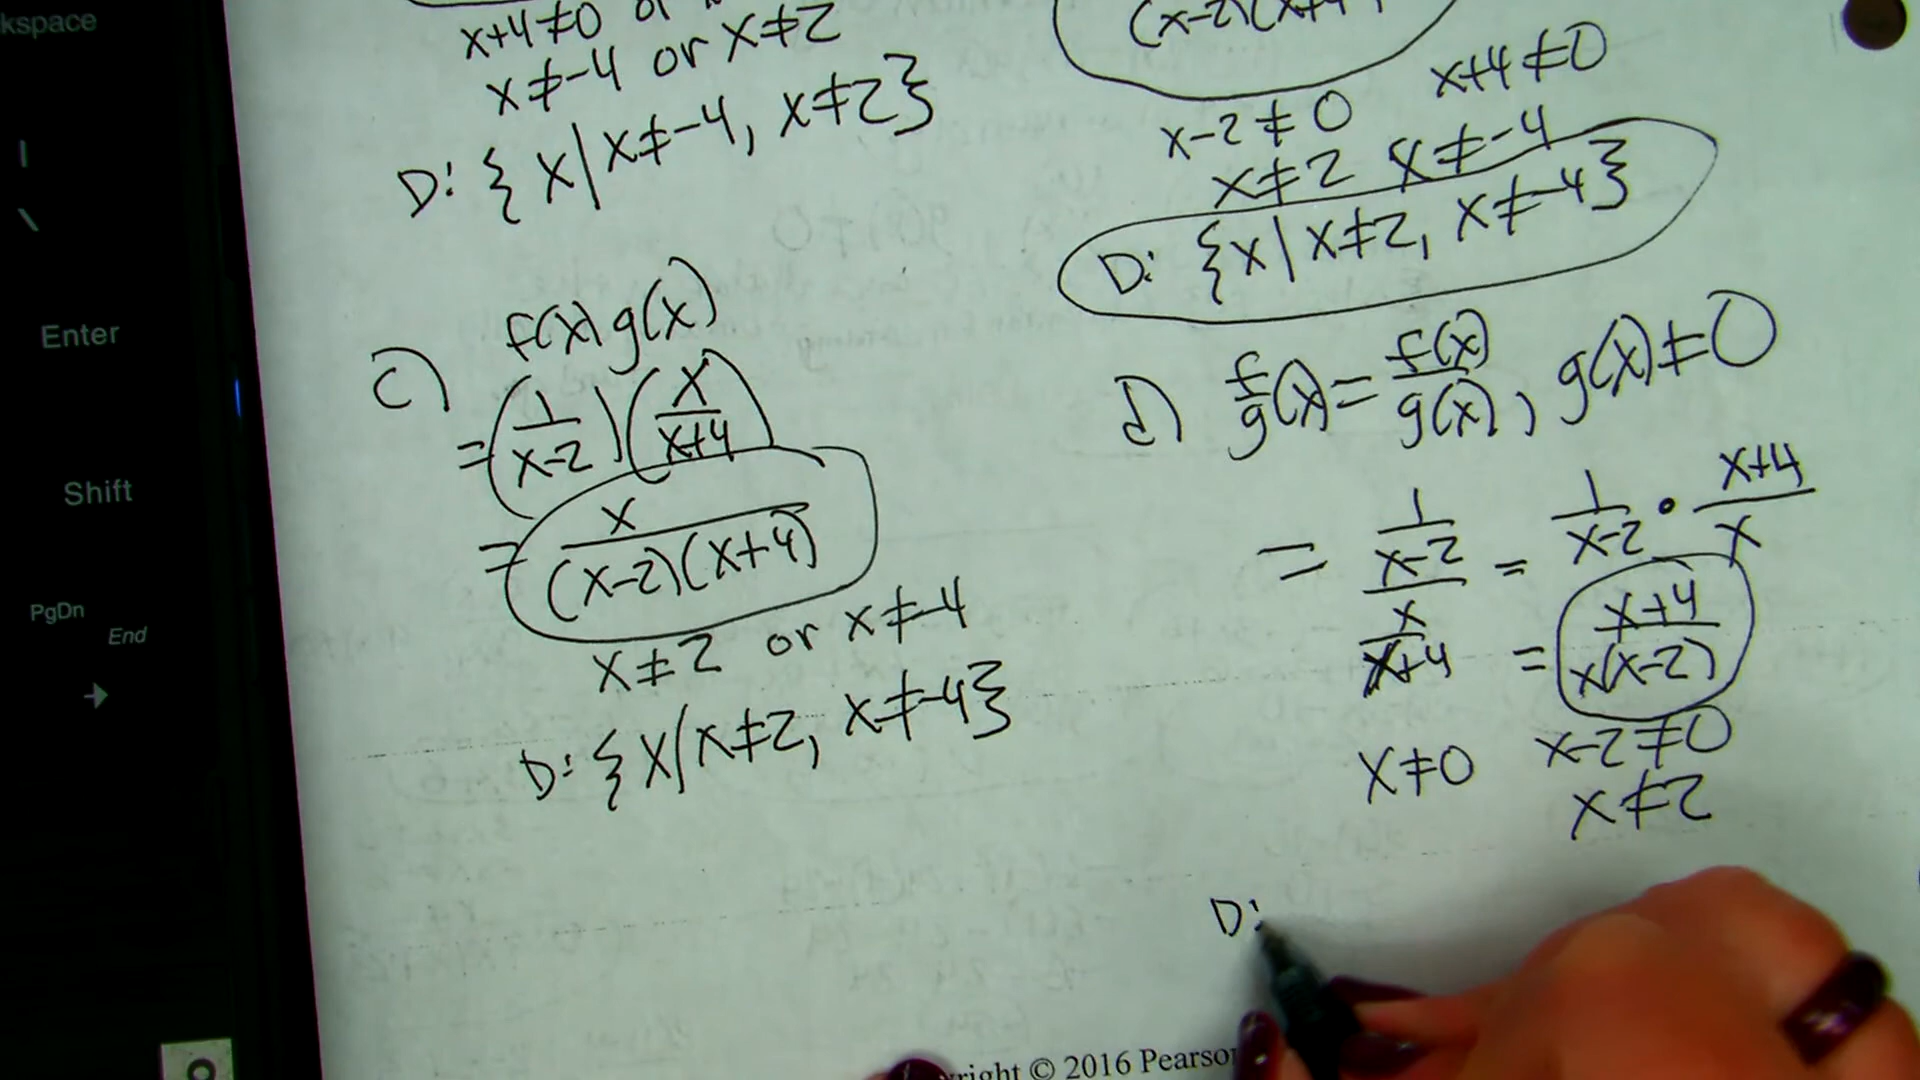 kspace
|
\
Enter
Shift
PgDn
End
→
x+4≠0 or
x≠-4 or x≠2
D: {x|x≠-4, x≠2}
(x-2)(x+4)
x-2≠0 x+4≠0
x≠2 x≠-4
D: {x|x≠2, x≠-4}
c) f(x)g(x)
=(1/(x-2))(x/(x+4))
= x/((x-2)(x+4))
x≠2 or x≠-4
D: {x|x≠2, x≠-4}
d) f/g(x) = f(x)/g(x), g(x)≠0
= (1/(x-2))/(x/(x+4)) = 1/(x-2) • (x+4)/x
= (x+4)/(x(x-2))
x≠0 x-2≠0
x≠2
D:
right © 2016 Pearson